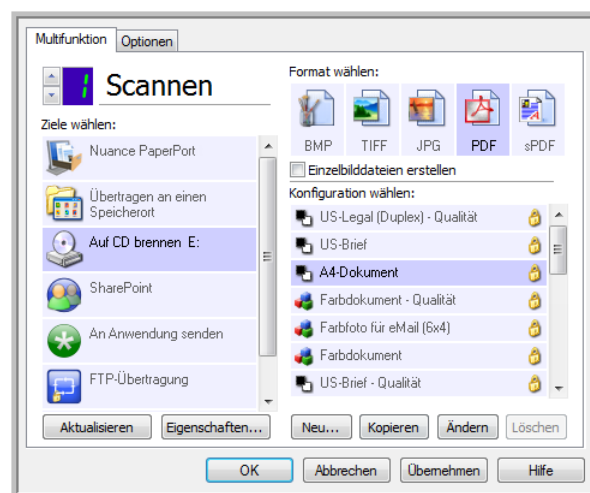 Multifunktion
Optionen
1
Scannen
Ziele wählen:
Nuance PaperPort
Übertragen an einen
Speicherort
Auf CD brennen E:
SharePoint
An Anwendung senden
FTP-Übertragung
Aktualisieren
Eigenschaften...
Format wählen:
BMP
TIFF
JPG
PDF
sPDF
Einzelbilddateien erstellen
Konfiguration wählen:
US-Legal (Duplex) - Qualität
US-Brief
A4-Dokument
Farbdokument - Qualität
Farbfoto für eMail (6x4)
Farbdokument
US-Brief - Qualität
Neu...
Kopieren
Ändern
Löschen
OK
Abbrechen
Übernehmen
Hilfe